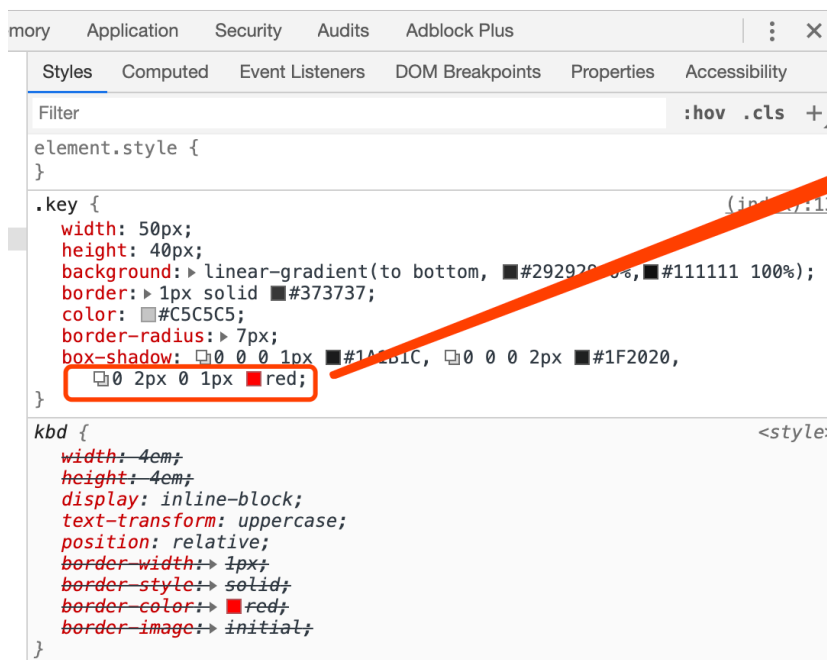 mory Application Security Audits Adblock Plus
Styles Computed Event Listeners DOM Breakpoints Properties Accessibility
Filter :hov .cls +
element.style {
}
.key {
width: 50px;
height: 40px;
background: linear-gradient(to bottom, #292929 0%, #111111 100%);
border: 1px solid #373737;
color: #C5C5C5;
border-radius: 7px;
box-shadow: 0 0 0 1px #1A1B1C, 0 0 0 2px #1F2020,
0 2px 0 1px red;
}
kbd { <style>
width: 4em;
height: 4em;
display: inline-block;
text-transform: uppercase;
position: relative;
border-width: 1px;
border-style: solid;
border-color: red;
border-image: initial;
}